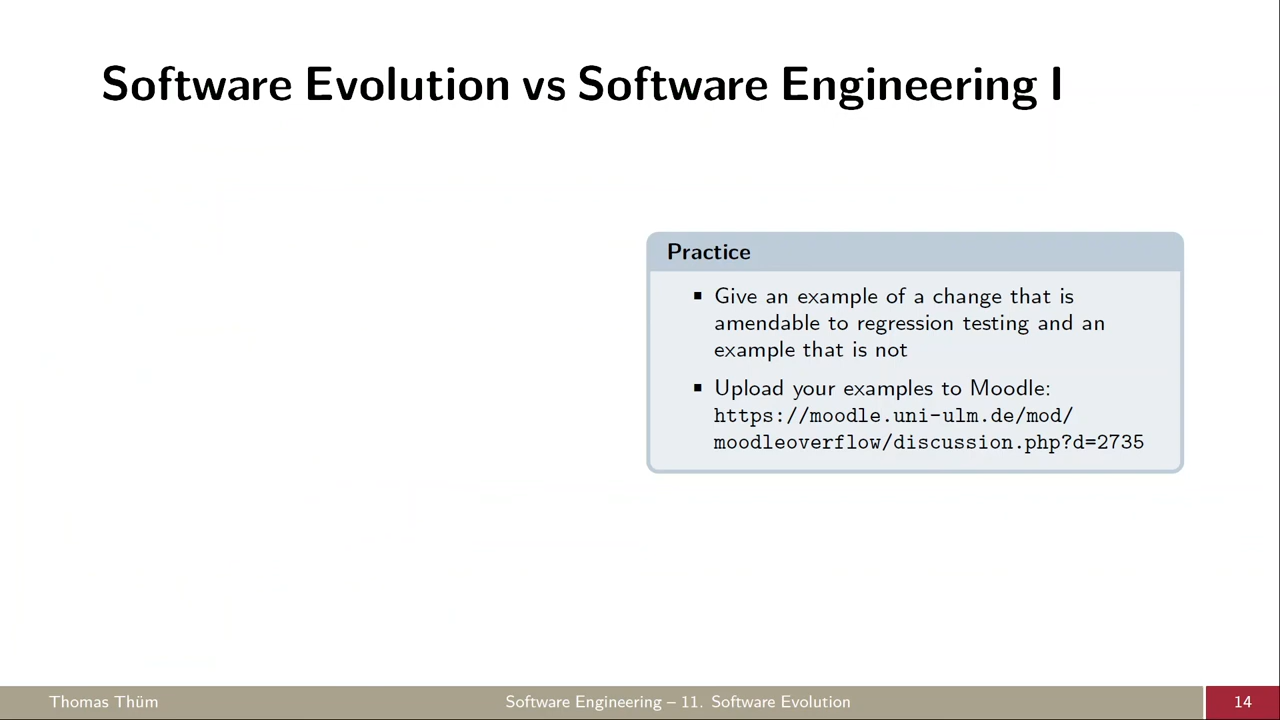 Software Evolution vs Software Engineering I
Practice
▪ Give an example of a change that is
amendable to regression testing and an
example that is not
▪ Upload your examples to Moodle:
https://moodle.uni-ulm.de/mod/
moodleoverflow/discussion.php?d=2735
Thomas Thüm
Software Engineering – 11. Software Evolution
14